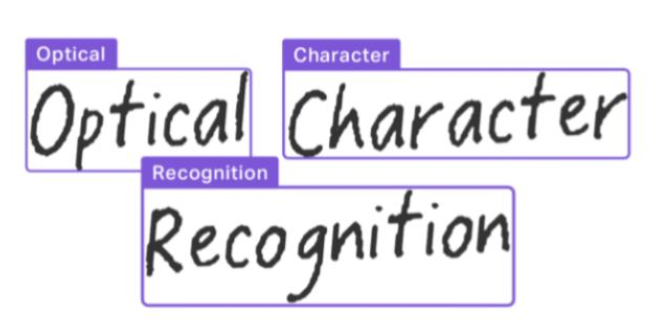 Optical Character
Optical Character
Recognition
Recognition